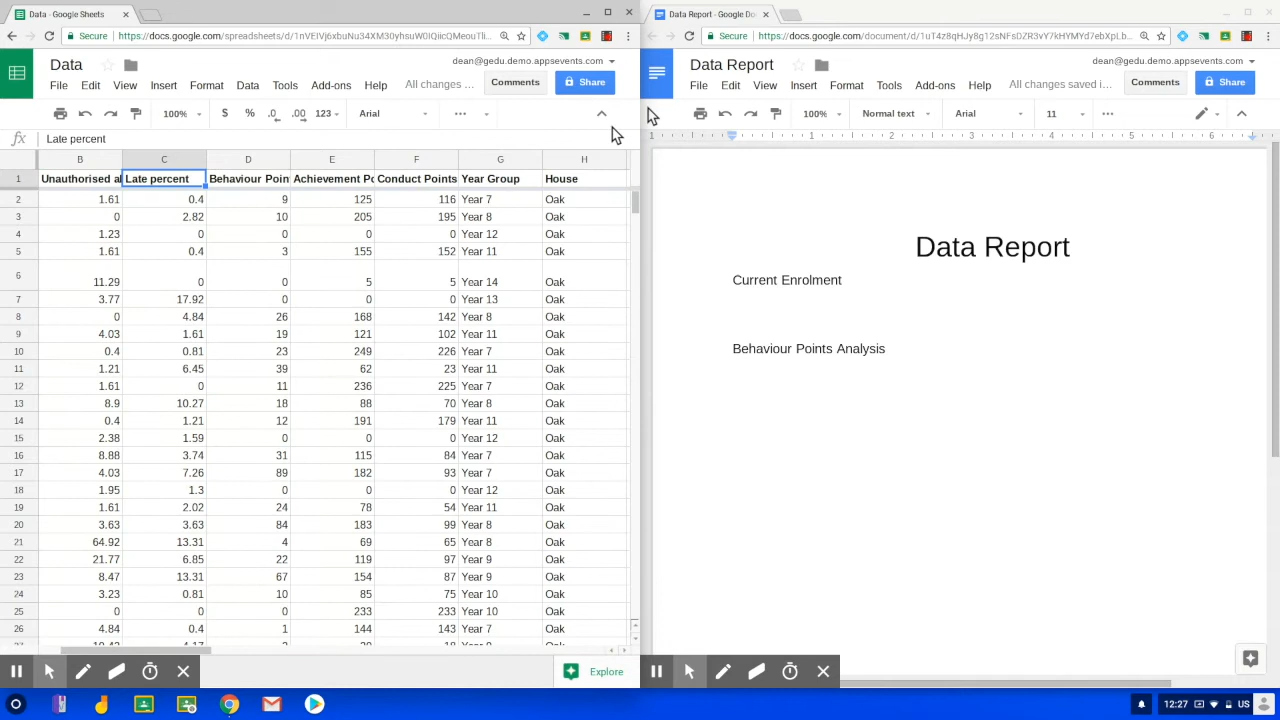 Data - Google Sheets
Secure
dean@gedu.demo.appsevents.com
Data
File Edit View Insert Format Data Tools Add-ons Help
All changes ...
Comments
Share
100%
$ % .0 .00 123
Arial
fx Late percent
B C D E F G H
1 Unauthorised Late percent Behaviour Poin Achievement Po Conduct Points Year Group House
2 1.61 0.4 9 125 116 Year 7 Oak
3 0 2.82 10 205 195 Year 8 Oak
4 1.23 0 0 0 0 Year 12 Oak
5 1.61 0.4 3 155 152 Year 11 Oak
6 11.29 0 0 5 5 Year 14 Oak
7 3.77 17.92 0 0 0 Year 13 Oak
8 0 4.84 26 168 142 Year 8 Oak
9 4.03 1.61 19 121 102 Year 11 Oak
10 0.4 0.81 23 249 226 Year 7 Oak
11 1.21 6.45 39 62 23 Year 11 Oak
12 1.61 0 11 236 225 Year 7 Oak
13 8.9 10.27 18 88 70 Year 8 Oak
14 0.4 1.21 12 191 179 Year 11 Oak
15 2.38 1.59 0 0 0 Year 12 Oak
16 8.88 3.74 31 115 84 Year 7 Oak
17 4.03 7.26 89 182 93 Year 7 Oak
18 1.95 1.3 0 0 0 Year 12 Oak
19 1.61 2.02 24 78 54 Year 11 Oak
20 3.63 3.63 84 183 99 Year 8 Oak
21 64.92 13.31 4 69 65 Year 8 Oak
22 21.77 6.85 22 119 97 Year 9 Oak
23 8.47 13.31 67 154 87 Year 9 Oak
24 3.23 0.81 10 85 75 Year 10 Oak
25 0 0 0 233 233 Year 10 Oak
26 4.84 0.4 1 144 143 Year 7 Oak
Explore
Data Report - Google Do
Secure
dean@gedu.demo.appsevents.com
Data Report
File Edit View Insert Format Tools Add-ons Help
All changes saved i...
Comments
Share
100%
Normal text
Arial
11
1 1 2 3 4 5 6
Data Report
Current Enrolment
Behaviour Points Analysis
12:27
US